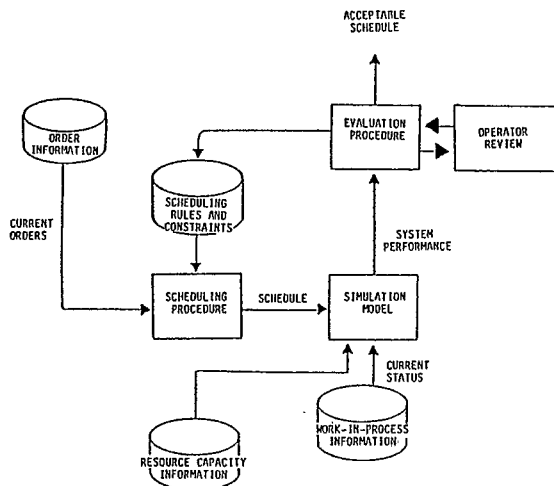 ACCEPTABLE
SCHEDULE
ORDER
INFORMATION
EVALUATION
PROCEDURE
OPERATOR
REVIEW
SCHEDULING
RULES AND
CONSTRAINTS
CURRENT
ORDERS
SYSTEM
PERFORMANCE
SCHEDULING
PROCEDURE
SCHEDULE
SIMULATION
MODEL
CURRENT
STATUS
WORK-IN-PROCESS
INFORMATION
RESOURCE CAPACITY
INFORMATION